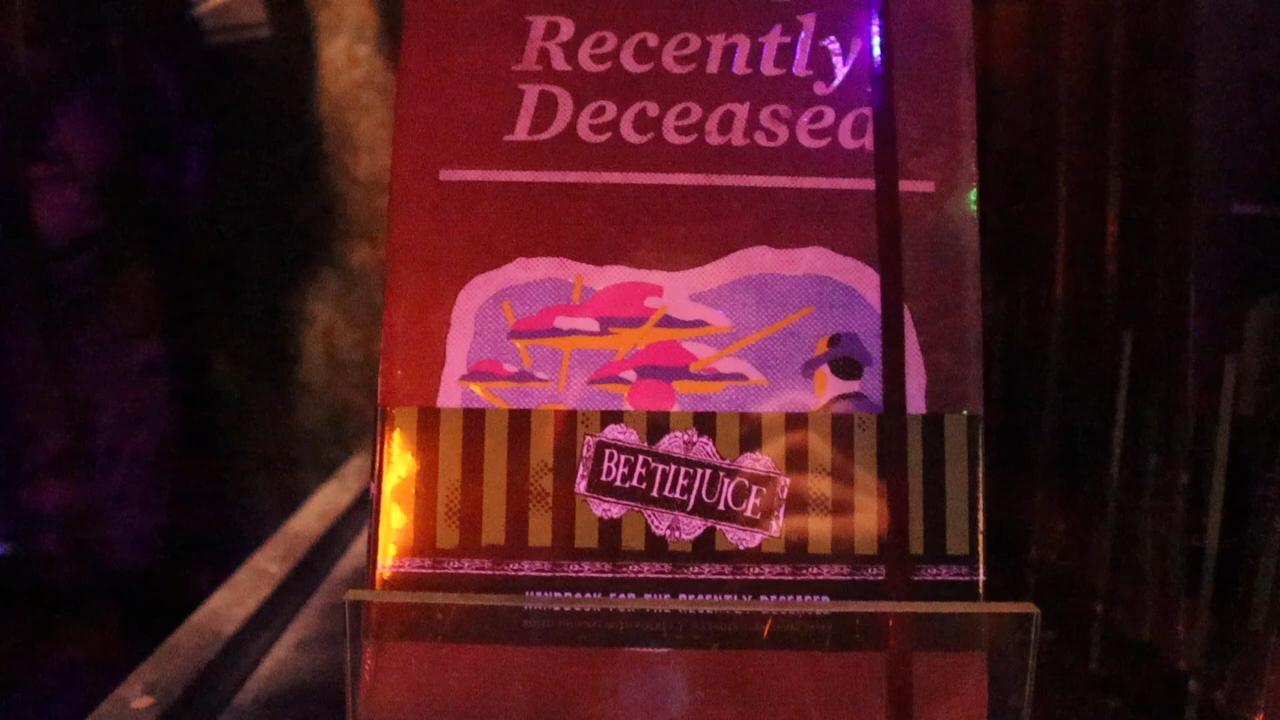 Recently
Deceased
BEETLEJUICE
HANDBOOK FOR THE RECENTLY DECEASED